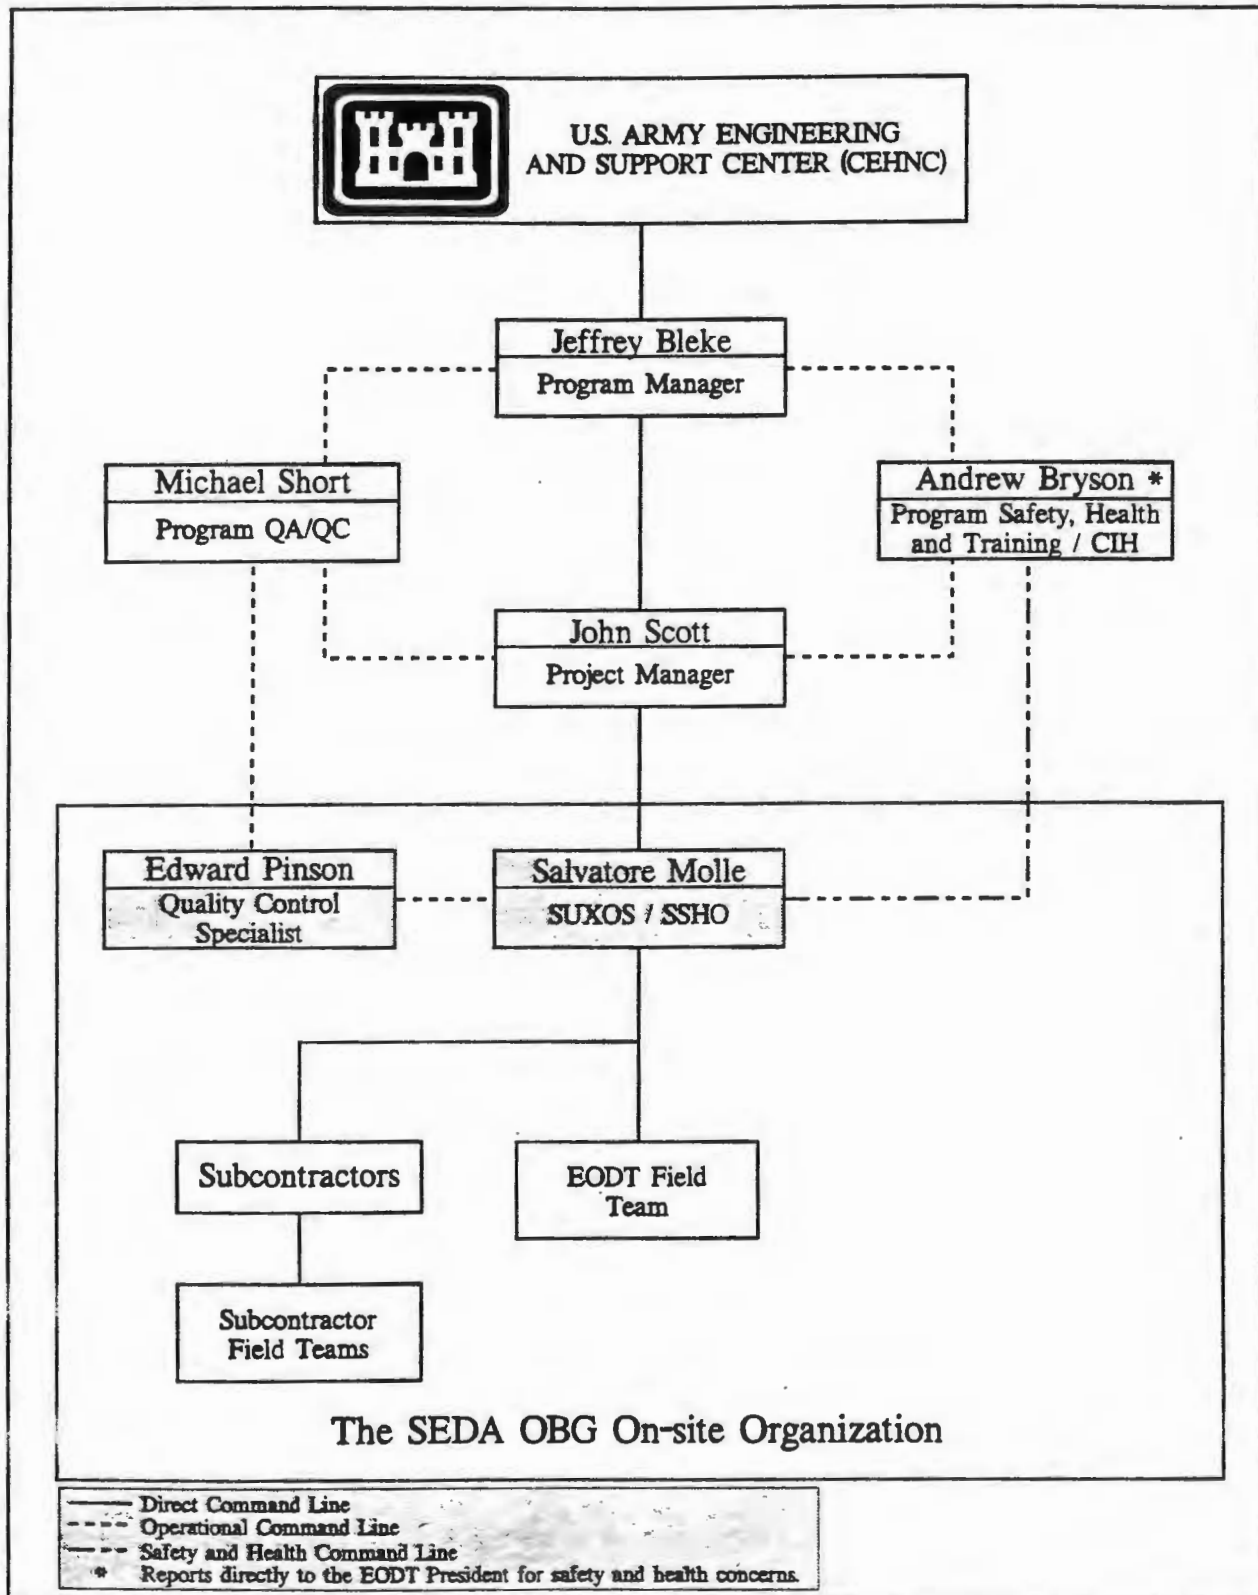 U.S. ARMY ENGINEERING
AND SUPPORT CENTER (CEHNC)
Jeffrey Bleke
Program Manager
Michael Short
Program QA/QC
Andrew Bryson *
Program Safety, Health
and Training / CIH
John Scott
Project Manager
Edward Pinson
Quality Control
Specialist
Salvatore Molle
SUXOS / SSHO
Subcontractors
EODT Field
Team
Subcontractor
Field Teams
The SEDA OBG On-site Organization
Direct Command Line
Operational Command Line
Safety and Health Command Line
* Reports directly to the EODT President for safety and health concerns.